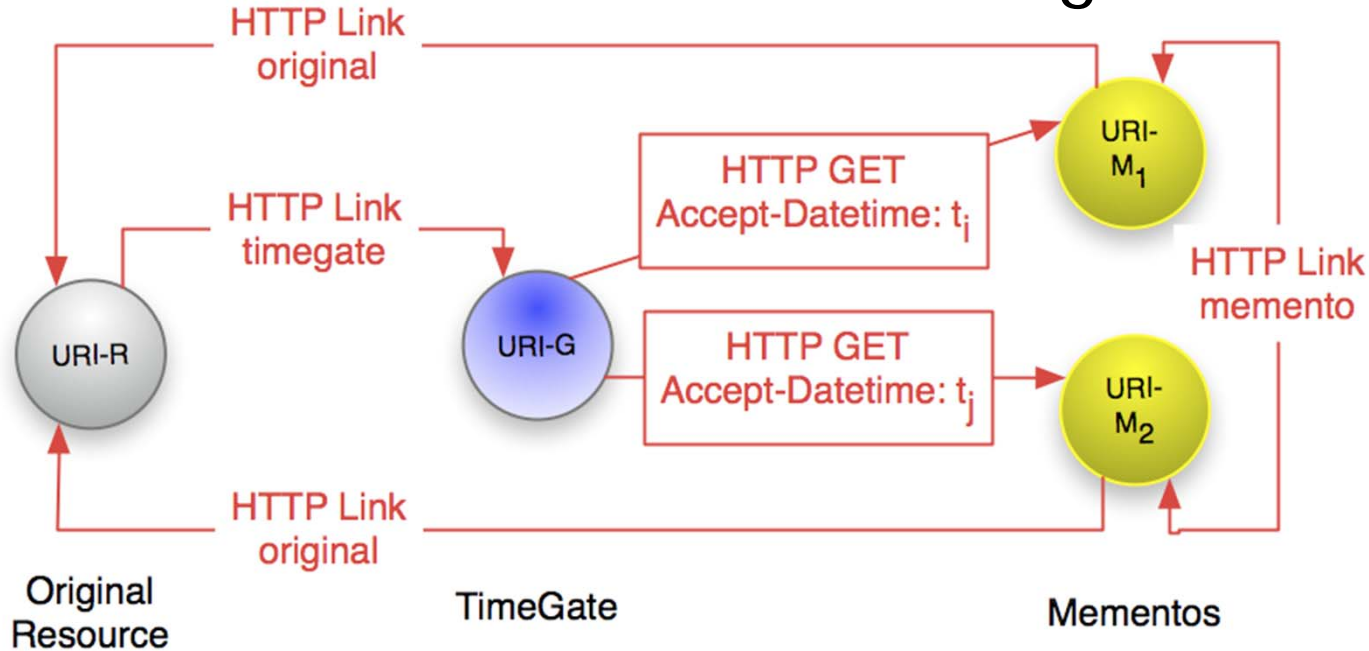 HTTP Link
original
HTTP GET
Accept-Datetime: ti
URI-
M1
HTTP Link
timegate
HTTP Link
memento
URI-R
URI-G
HTTP GET
Accept-Datetime: tj
URI-
M2
HTTP Link
original
Original
Resource
TimeGate
Mementos